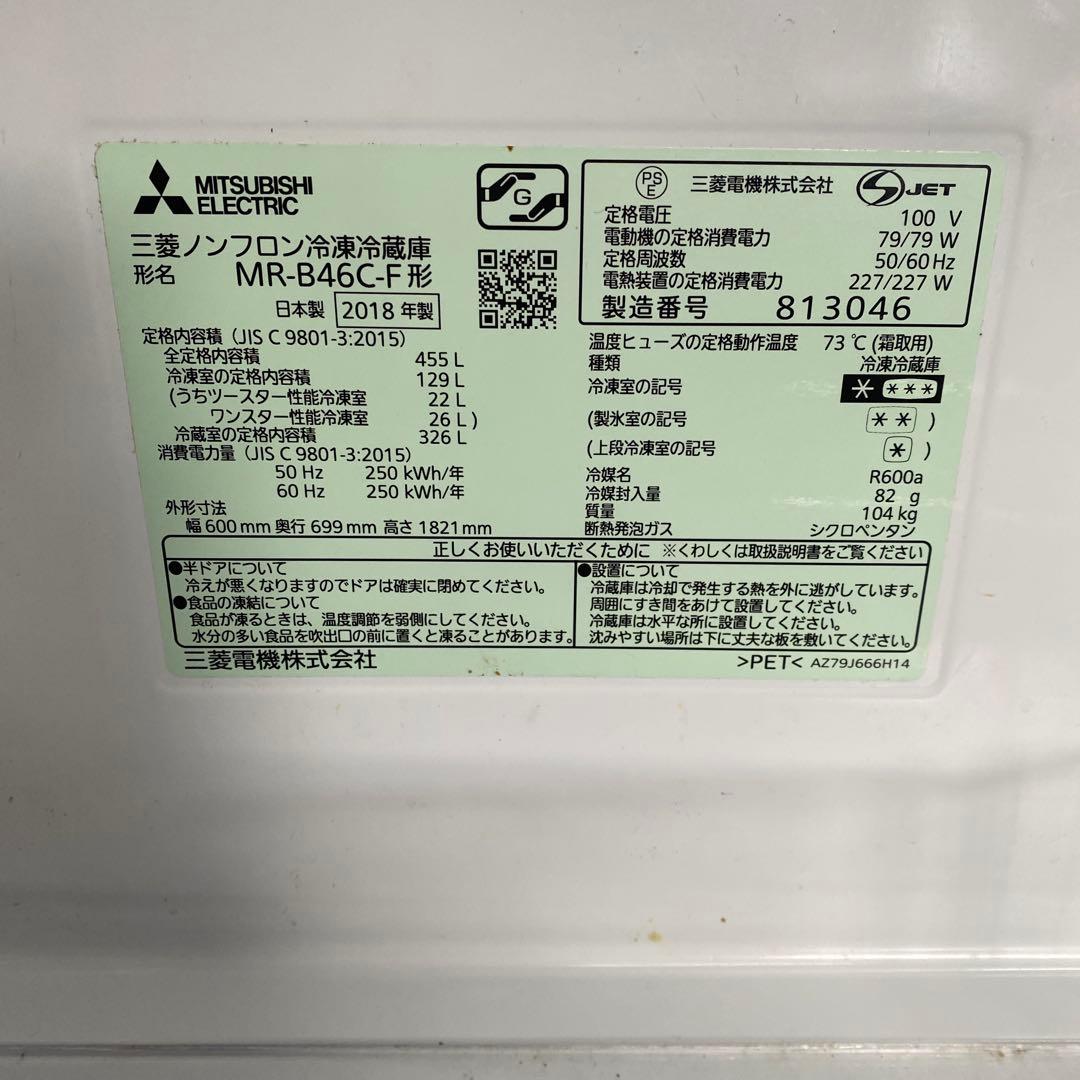 MITSUBISHI
ELECTRIC
G
三菱ノンフロン冷凍冷蔵庫
形名 MR-B46C-F形
日本製 2018 年製
定格内容積 (JIS C 9801-3:2015)
全定格内容積 455 L
冷凍室の定格内容積 129 L
(うちツースター性能冷凍室 22 L
ワンスター性能冷凍室 26 L )
冷蔵室の定格内容積 326 L
消費電力量 (JIS C 9801-3:2015)
50 Hz 250 kWh/年
60 Hz 250 kWh/年
外形寸法
幅 600 mm 奥行 699 mm 高さ 1821 mm
PS
E 三菱電機株式会社 S JET
定格電圧 100 V
電動機の定格消費電力 79/79 W
定格周波数 50/60 Hz
電熱装置の定格消費電力 227/227 W
製造番号 813046
温度ヒューズの定格動作温度 73 ℃ (霜取用)
種類 冷凍冷蔵庫
冷凍室の記号 * ***
(製氷室の記号 ** )
(上段冷凍室の記号 * )
冷媒名 R600a
冷媒封入量 82 g
質量 104 kg
断熱発泡ガス シクロペンタン
正しくお使いいただくために ※くわしくは取扱説明書をご覧ください
●半ドアについて
冷えが悪くなりますのでドアは確実に閉めてください。
●食品の凍結について
食品が凍るときは、温度調節を弱側にしてください。
水分の多い食品を吹出口の前に置くと凍ることがあります。
●設置について
冷蔵庫は冷却で発生する熱を外に逃がしています。
周囲にすき間をあけて設置してください。
冷蔵庫は水平な所に設置してください。
沈みやすい場所は下に丈夫な板を敷いてください。
三菱電機株式会社 >PET< AZ79J666H14